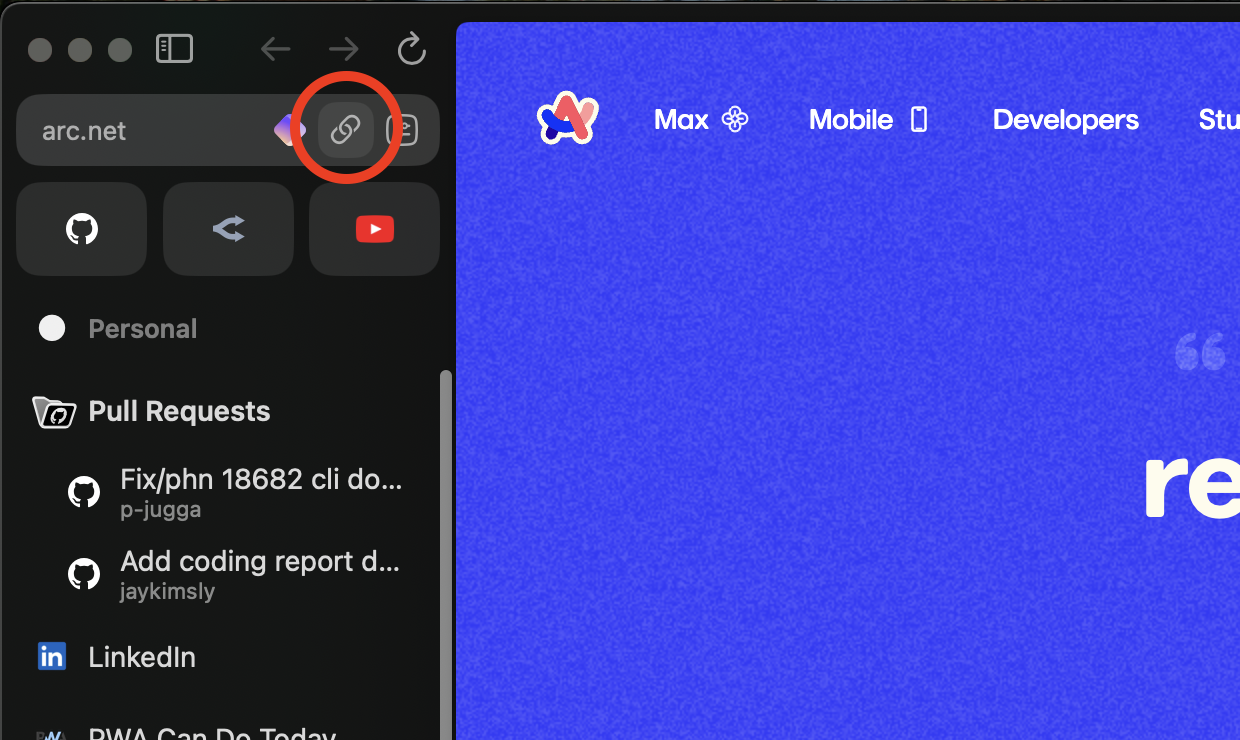 arc.net
Max
Mobile
Developers
Stu
Personal
Pull Requests
Fix/phn 18682 cli do...
p-jugga
Add coding report d...
jaykimsly
in
LinkedIn
PWA Can Do Today
“
re